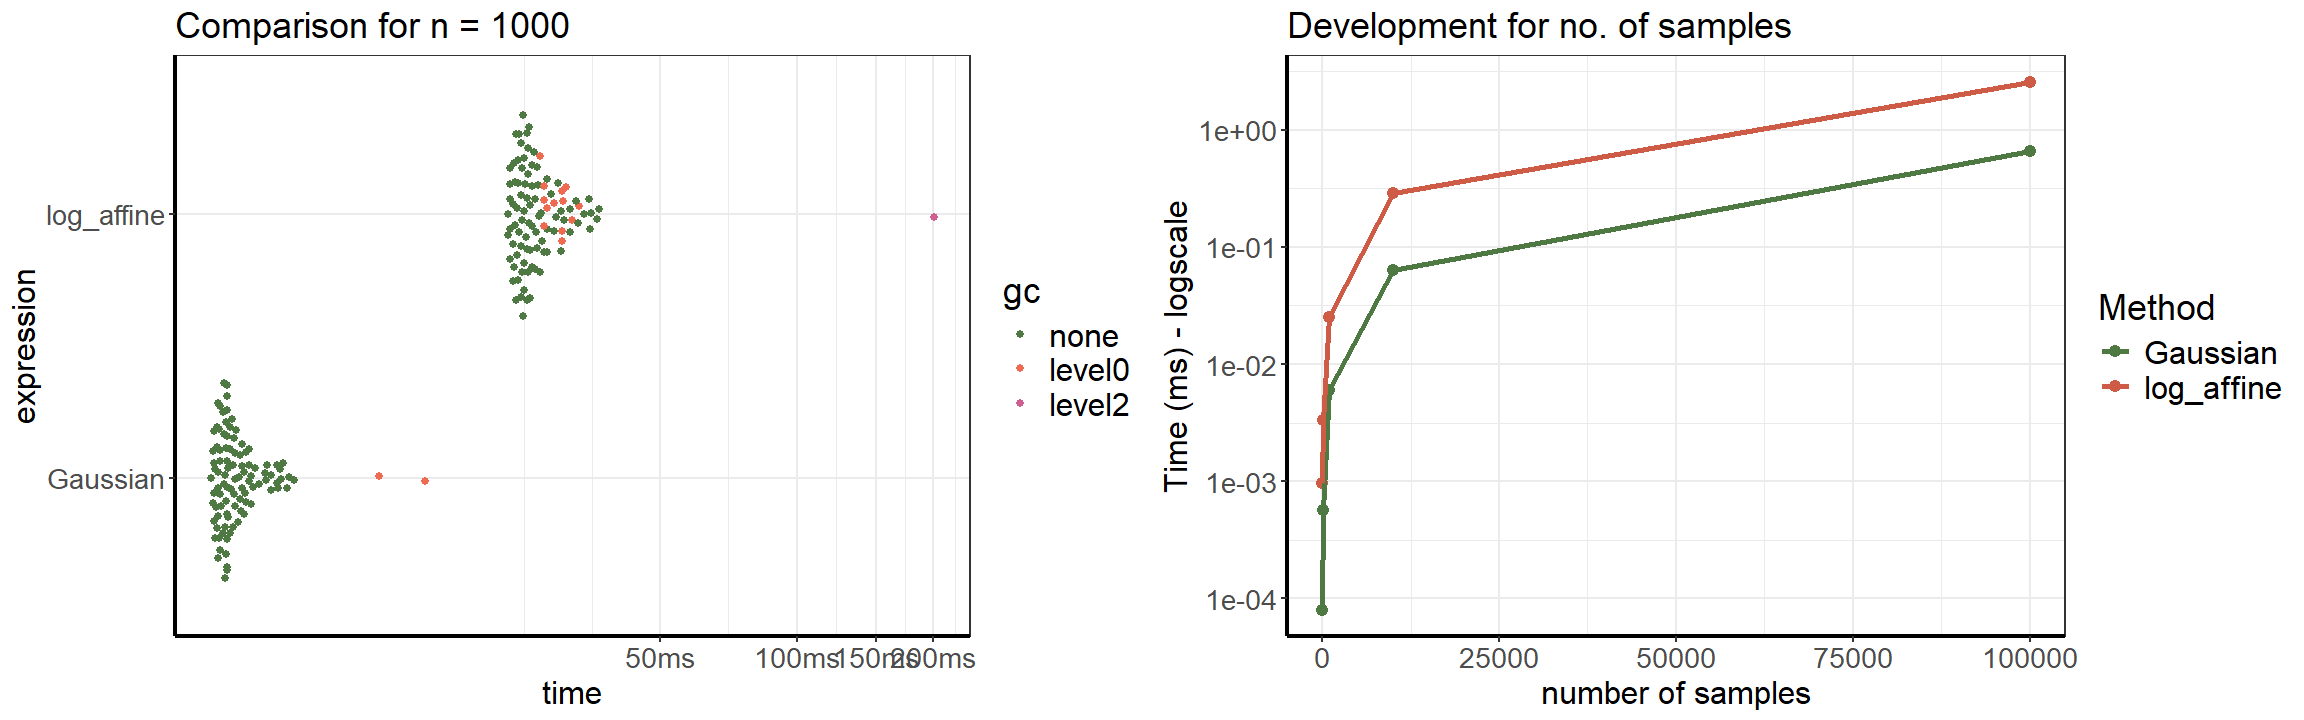 Comparison for n = 1000
expression
log_affine
Gaussian
50ms
100ms
150ms
200ms
time
gc
none
level0
level2
Development for no. of samples
Time (ms) - logscale
1e+00
1e-01
1e-02
1e-03
1e-04
0
25000
50000
75000
100000
number of samples
Method
Gaussian
log_affine